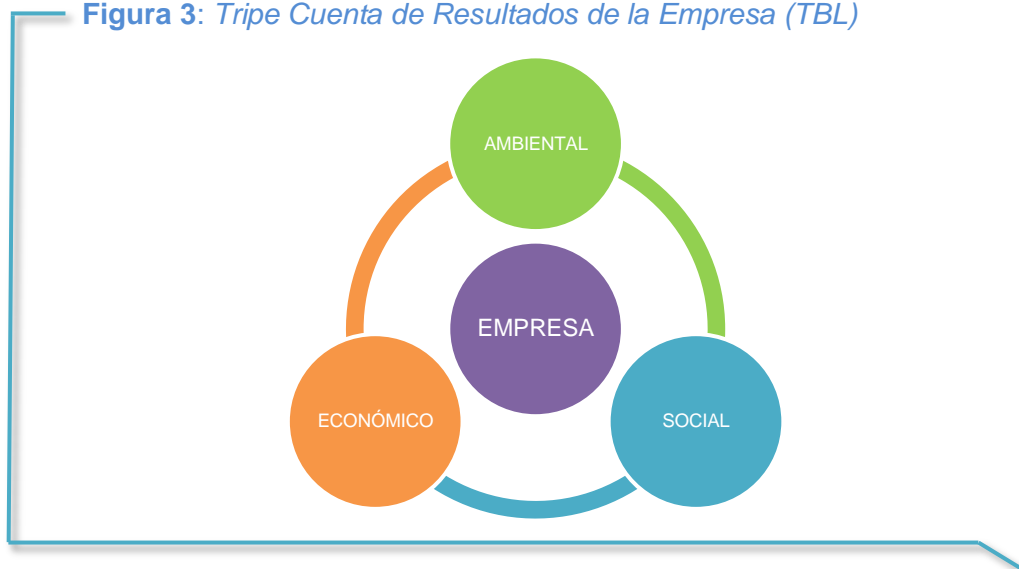 Figura 3: Tripe Cuenta de Resultados de la Empresa (TBL)
AMBIENTAL
EMPRESA
ECONÓMICO
SOCIAL